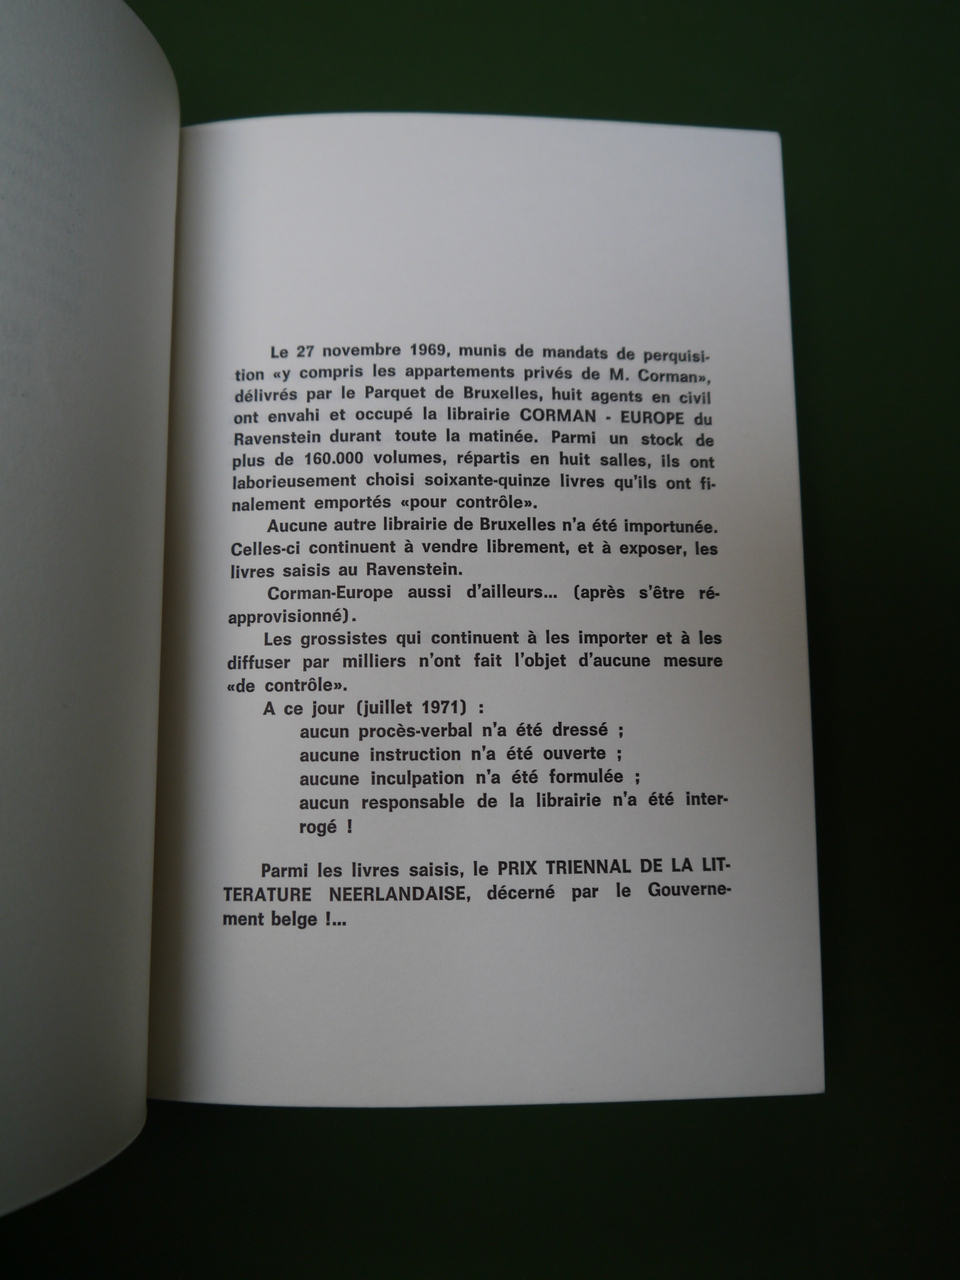 Le 27 novembre 1969, munis de mandats de perquisi-
tion «y compris les appartements privés de M. Corman»,
délivrés par le Parquet de Bruxelles, huit agents en civil
ont envahi et occupé la librairie CORMAN - EUROPE du
Ravenstein durant toute la matinée. Parmi un stock de
plus de 160.000 volumes, répartis en huit salles, ils ont
laborieusement choisi soixante-quinze livres qu'ils ont fi-
nalement emportés «pour contrôle».
Aucune autre librairie de Bruxelles n'a été importunée.
Celles-ci continuent à vendre librement, et à exposer, les
livres saisis au Ravenstein.
Corman-Europe aussi d'ailleurs... (après s'être ré-
approvisionné).
Les grossistes qui continuent à les importer et à les
diffuser par milliers n'ont fait l'objet d'aucune mesure
«de contrôle».
A ce jour (juillet 1971) :
aucun procès-verbal n'a été dressé ;
aucune instruction n'a été ouverte ;
aucune inculpation n'a été formulée ;
aucun responsable de la librairie n'a été inter-
rogé !
Parmi les livres saisis, le PRIX TRIENNAL DE LA LIT-
TERATURE NEERLANDAISE, décerné par le Gouverne-
ment belge !...